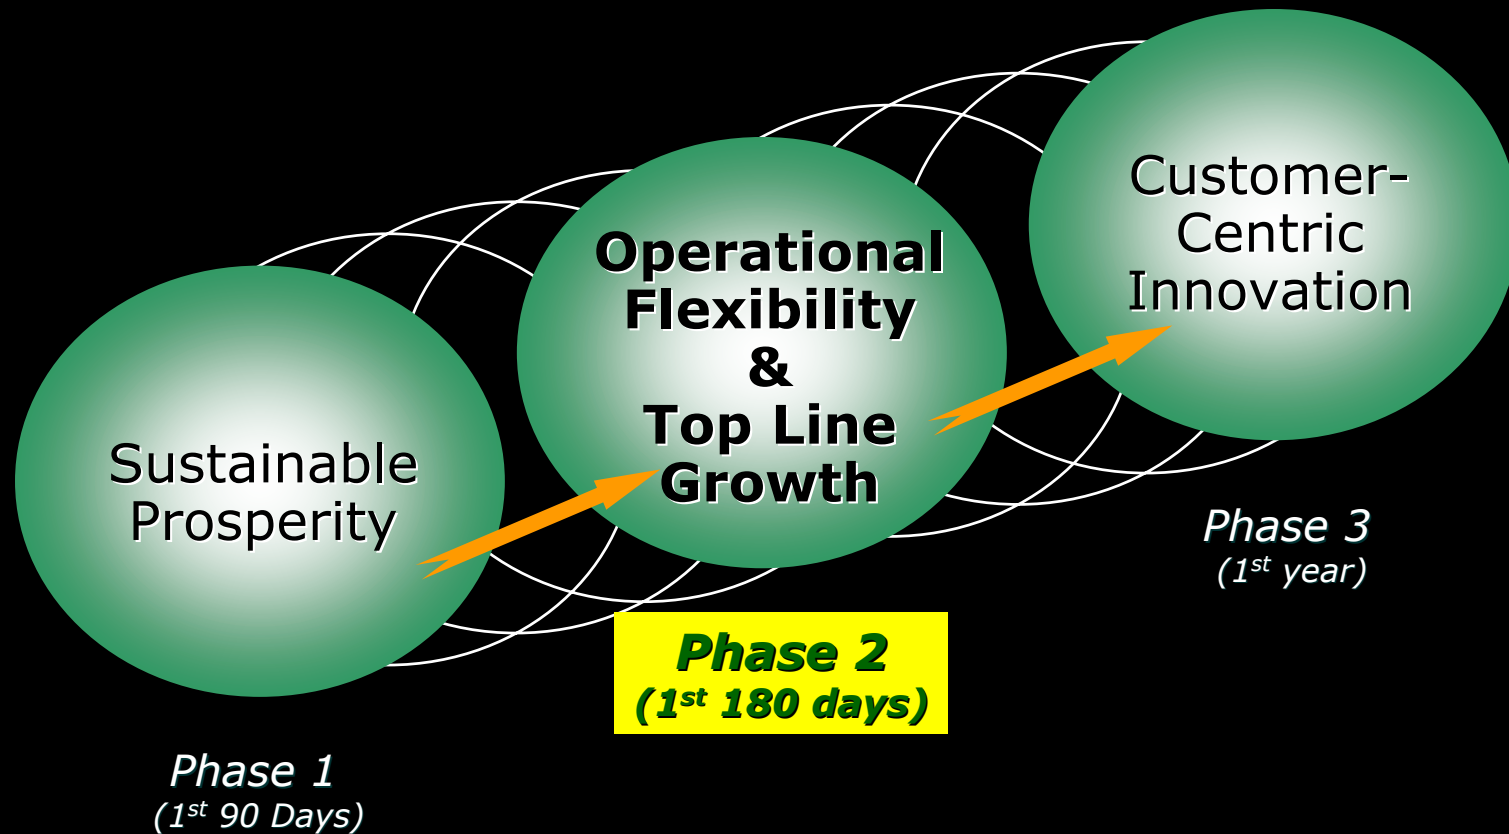 Sustainable
Prosperity
Phase 1
(1st 90 Days)
Operational
Flexibility
&
Top Line
Growth
Phase 2
(1st 180 days)
Customer-
Centric
Innovation
Phase 3
(1st year)